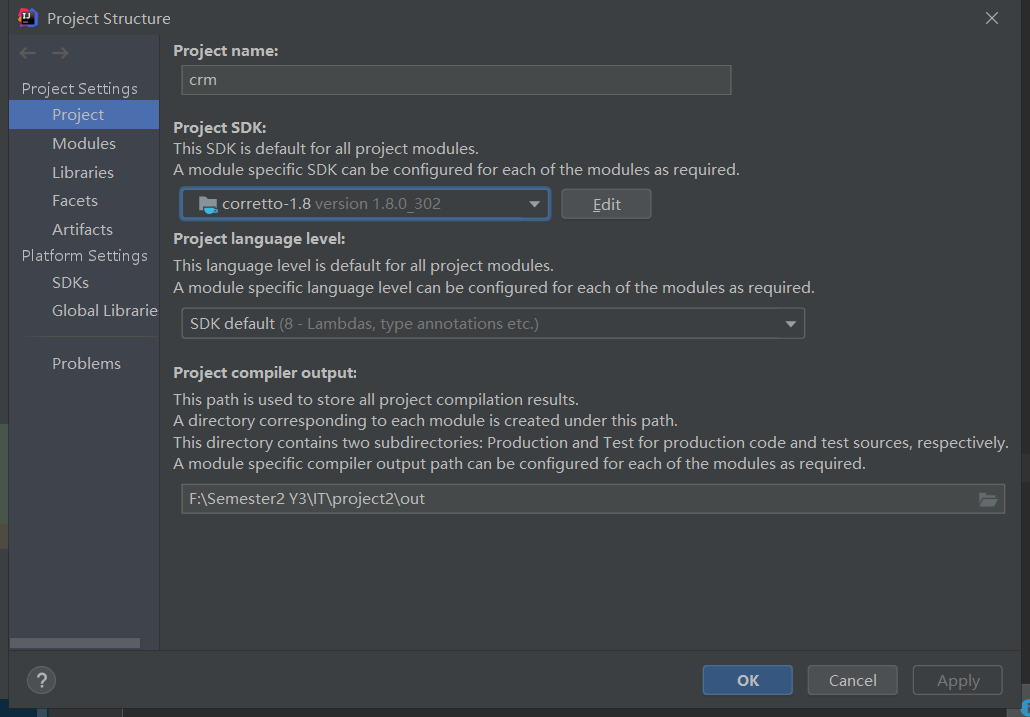 Project Structure
Project Settings
Project
Modules
Libraries
Facets
Artifacts
Platform Settings
SDKs
Global Librarie
Problems
Project name:
crm
Project SDK:
This SDK is default for all project modules.
A module specific SDK can be configured for each of the modules as required.
corretto-1.8 version 1.8.0_302
Edit
Project language level:
This language level is default for all project modules.
A module specific language level can be configured for each of the modules as required.
SDK default (8 - Lambdas, type annotations etc.)
Project compiler output:
This path is used to store all project compilation results.
A directory corresponding to each module is created under this path.
This directory contains two subdirectories: Production and Test for production code and test sources, respectively.
A module specific compiler output path can be configured for each of the modules as required.
F:\Semester2 Y3\IT\project2\out
?
OK
Cancel
Apply